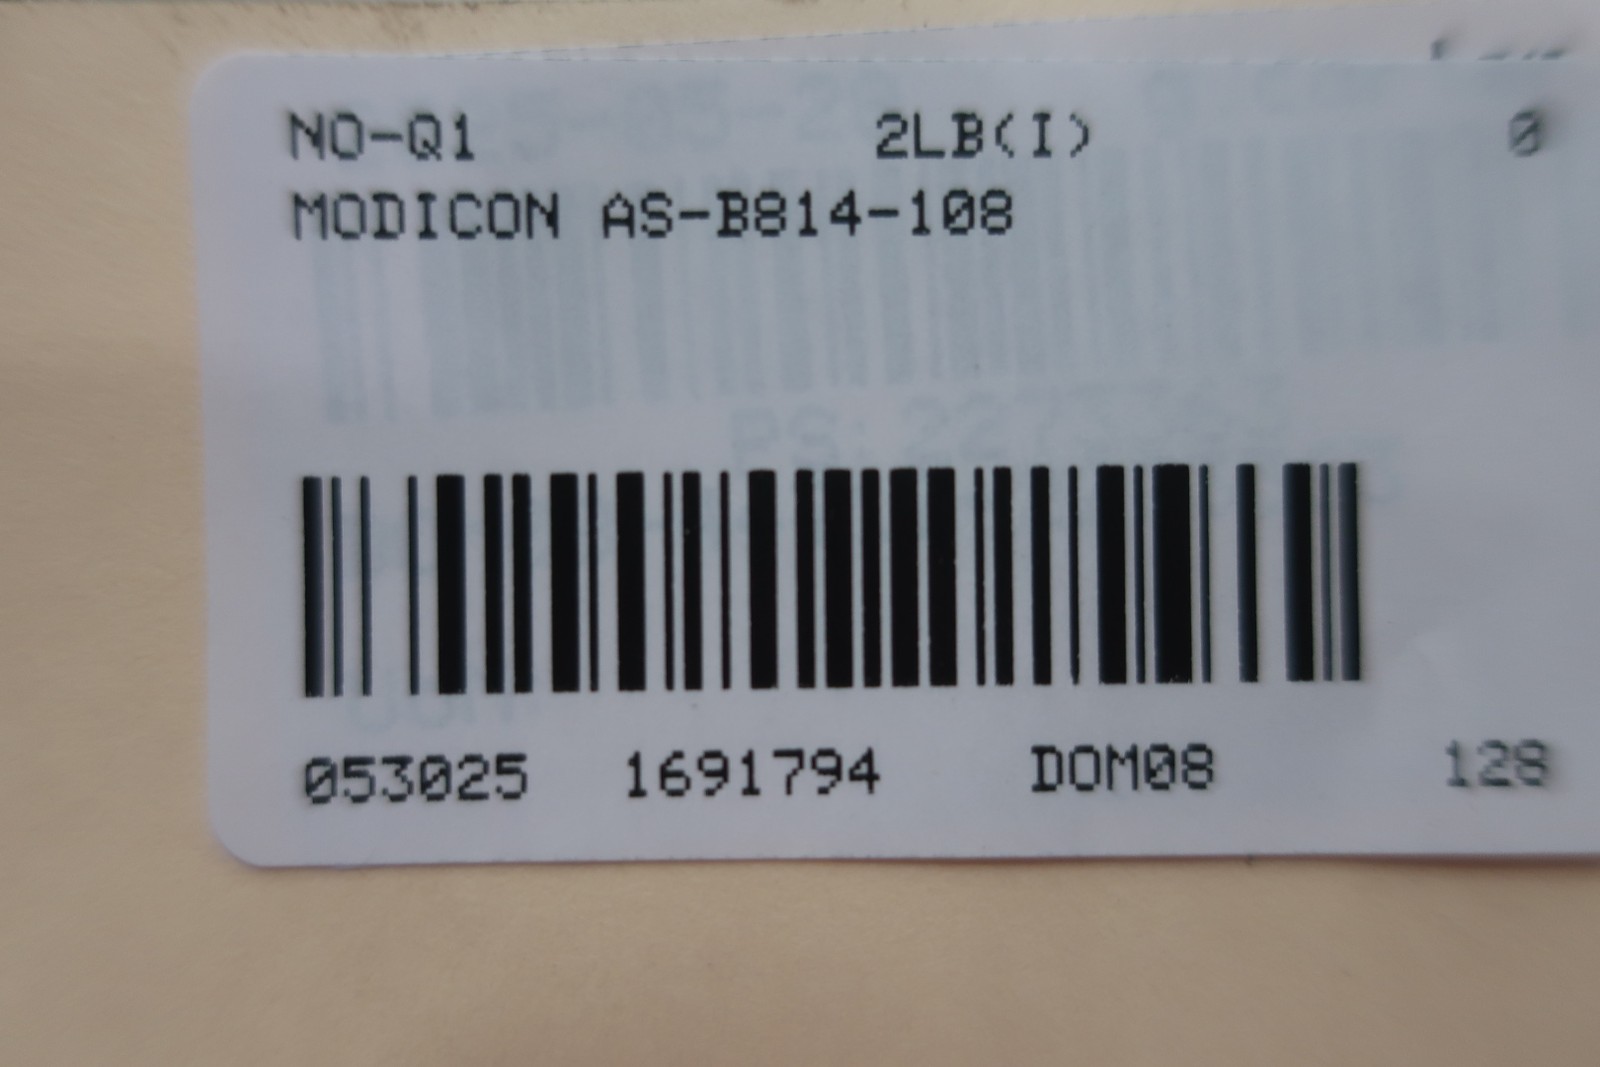 NO-Q1 2LB(I) 0
MODICON AS-B814-108
053025 1691794 DOM08 128